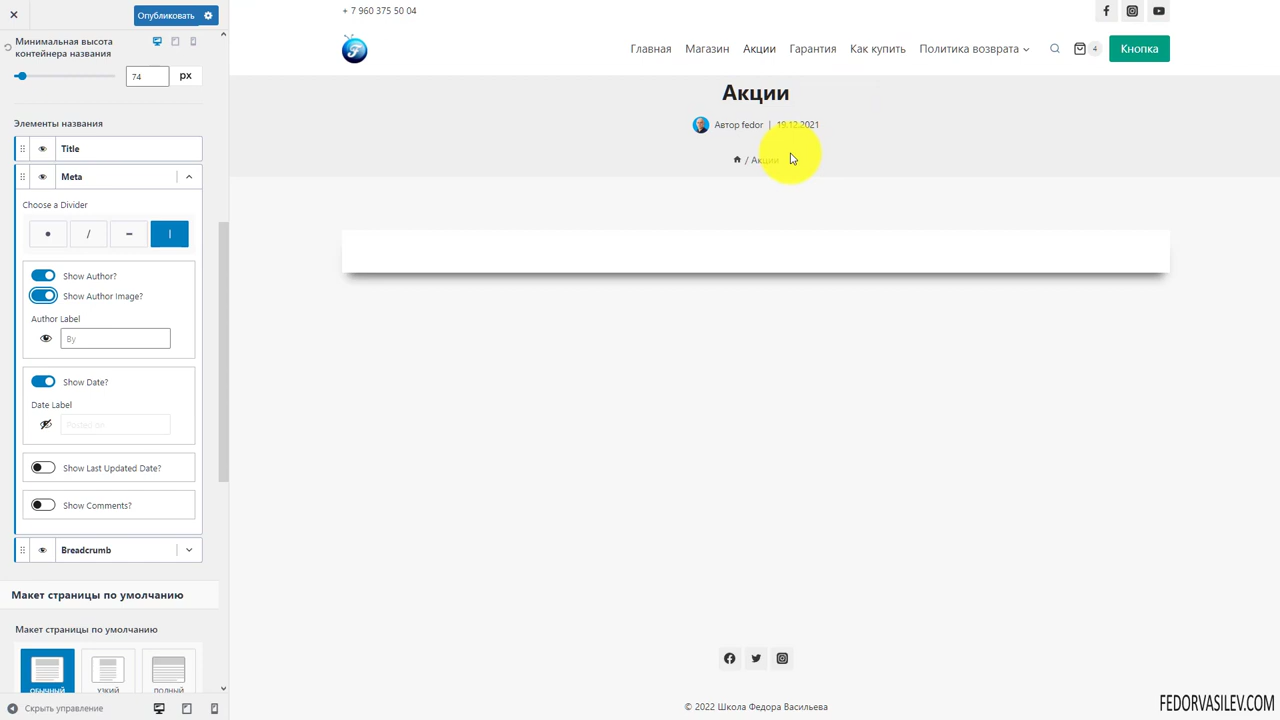 Опубликовать
Минимальная высота
контейнера названия
74
px
Элементы названия
Title
Meta
Choose a Divider
Show Author?
Show Author Image?
Author Label
By
Show Date?
Date Label
Posted on
Show Last Updated Date?
Show Comments?
Breadcrumb
Макет страницы по умолчанию
Макет страницы по умолчанию
ОБЫЧНЫЙ
УЗКИЙ
ПОЛНЫЙ
Скрыть управление
+ 7 960 375 50 04
Главная Магазин Акции Гарантия Как купить Политика возврата 4 Кнопка
Акции
Автор fedor | 19.12.2021
/ Акции
© 2022 Школа Федора Васильева
FEDORVASILEV.COM